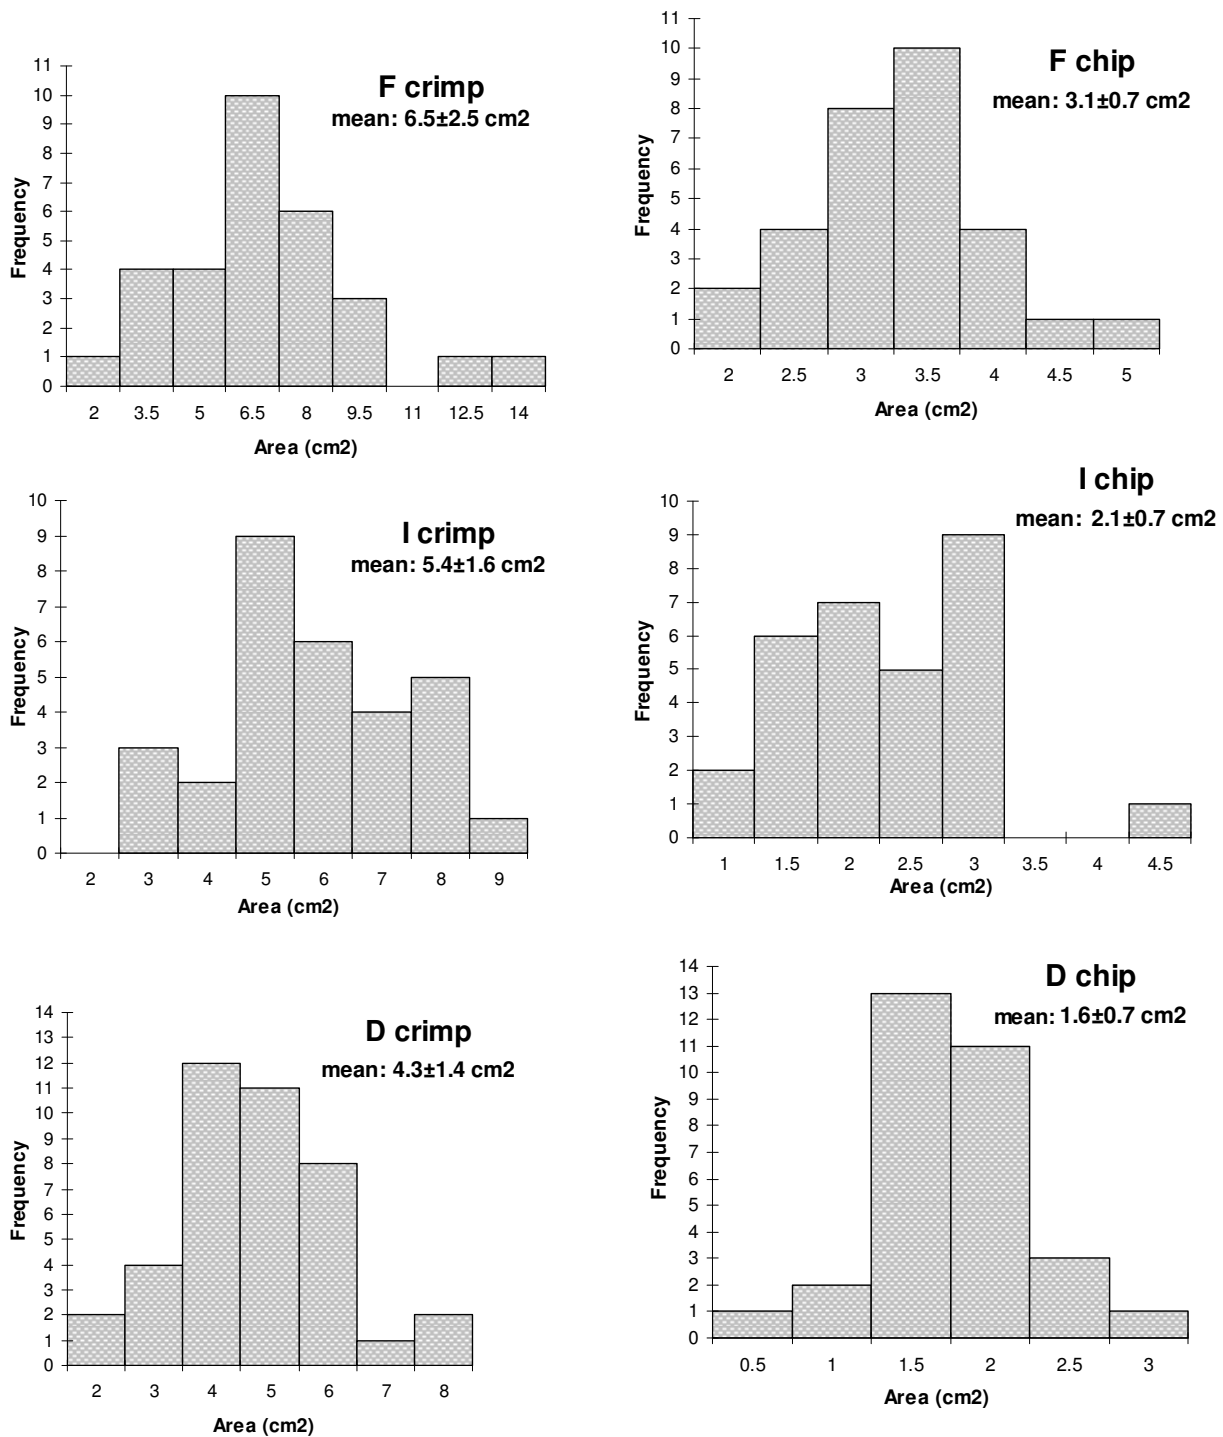 F crimp
mean: 6.5±2.5 cm2
11
10
9
8
7
6
5
4
3
2
1
0
Frequency
2 3.5 5 6.5 8 9.5 11 12.5 14
Area (cm2)
F chip
mean: 3.1±0.7 cm2
11
10
9
8
7
6
5
4
3
2
1
0
Frequency
2 2.5 3 3.5 4 4.5 5
Area (cm2)
I crimp
mean: 5.4±1.6 cm2
10
9
8
7
6
5
4
3
2
1
0
Frequency
2 3 4 5 6 7 8 9
Area (cm2)
I chip
mean: 2.1±0.7 cm2
10
9
8
7
6
5
4
3
2
1
0
Frequency
1 1.5 2 2.5 3 3.5 4 4.5
Area (cm2)
D crimp
mean: 4.3±1.4 cm2
14
13
12
11
10
9
8
7
6
5
4
3
2
1
0
Frequency
2 3 4 5 6 7 8
Area (cm2)
D chip
mean: 1.6±0.7 cm2
14
13
12
11
10
9
8
7
6
5
4
3
2
1
0
Frequency
0.5 1 1.5 2 2.5 3
Area (cm2)